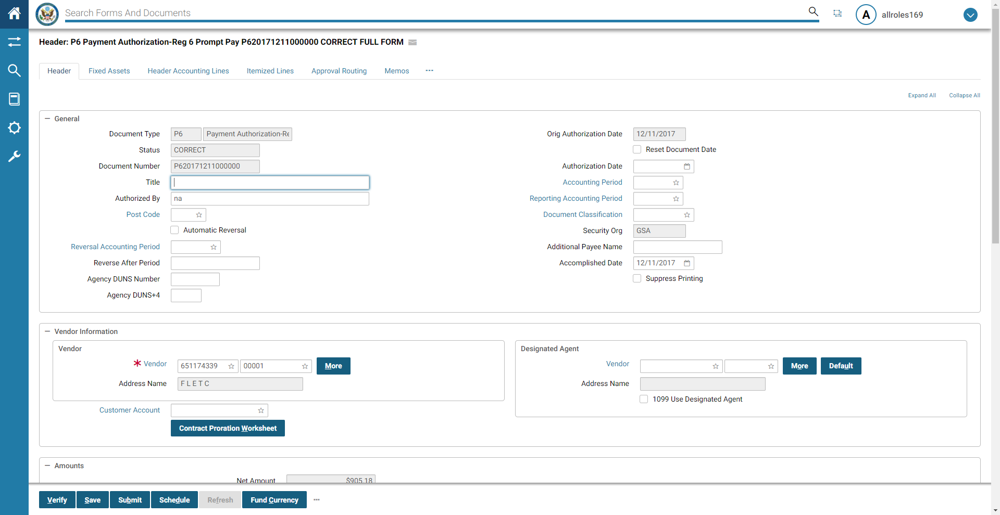 Search Forms And Documents
A allroles169
Header: P6 Payment Authorization-Reg 6 Prompt Pay P620171211000000 CORRECT FULL FORM
Header Fixed Assets Header Accounting Lines Itemized Lines Approval Routing Memos ...
Expand All Collapse All
General
Document Type P6 Payment Authorization-Re
Status CORRECT
Document Number P620171211000000
Title
Authorized By na
Post Code
Automatic Reversal
Reversal Accounting Period
Reverse After Period
Agency DUNS Number
Agency DUNS+4
Orig Authorization Date 12/11/2017
Reset Document Date
Authorization Date
Accounting Period
Reporting Accounting Period
Document Classification
Security Org GSA
Additional Payee Name
Accomplished Date 12/11/2017
Suppress Printing
Vendor Information
Vendor
* Vendor 651174339 00001 More
Address Name F L E T C
Customer Account
Contract Proration Worksheet
Designated Agent
Vendor More Default
Address Name
1099 Use Designated Agent
Amounts
Net Amount $905.18
Verify Save Submit Schedule Refresh Fund Currency ...